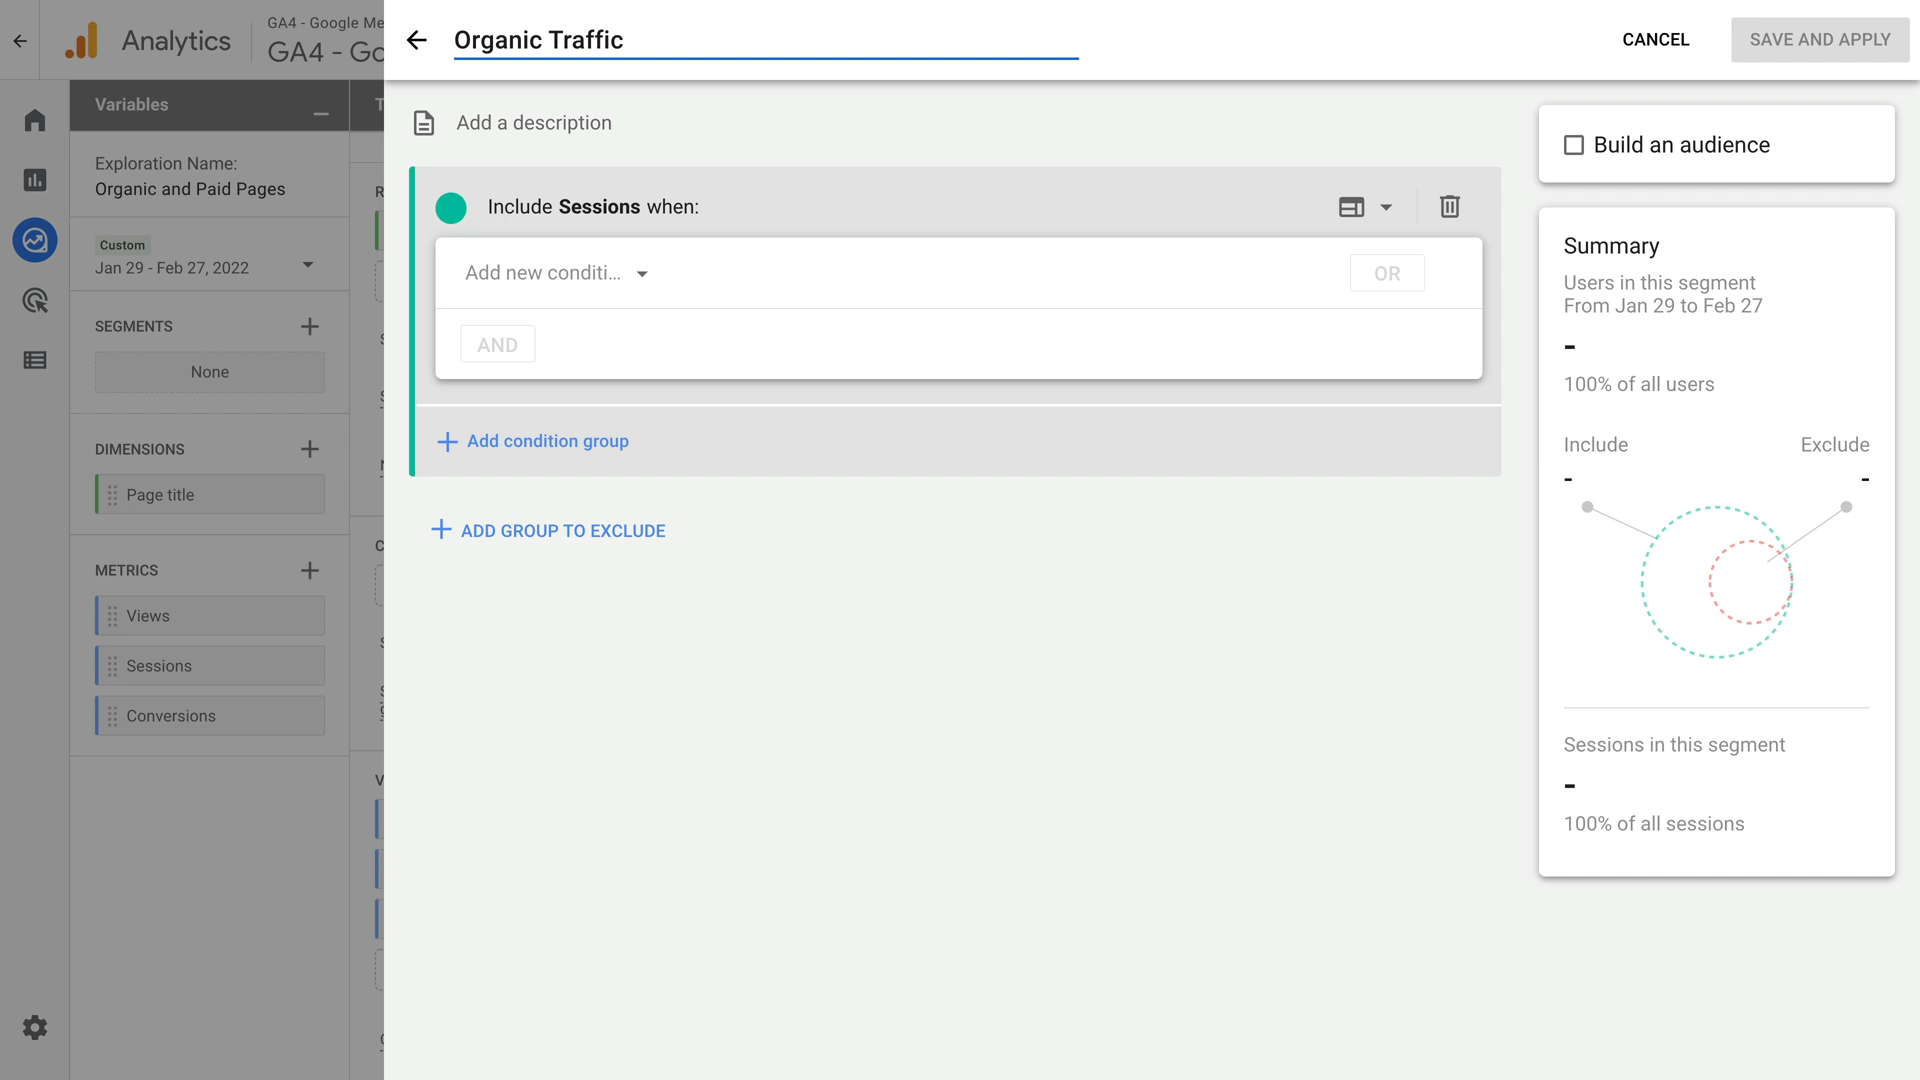 Analytics
GA4 - Google Me
GA4 - Go
Organic Traffic
CANCEL
SAVE AND APPLY
Variables
Exploration Name:
Organic and Paid Pages
Custom
Jan 29 - Feb 27, 2022
SEGMENTS
None
DIMENSIONS
Page title
METRICS
Views
Sessions
Conversions
Add a description
Include Sessions when:
Add new conditi...
OR
AND
Add condition group
ADD GROUP TO EXCLUDE
Build an audience
Summary
Users in this segment
From Jan 29 to Feb 27
-
100% of all users
Include Exclude
- -
Sessions in this segment
-
100% of all sessions